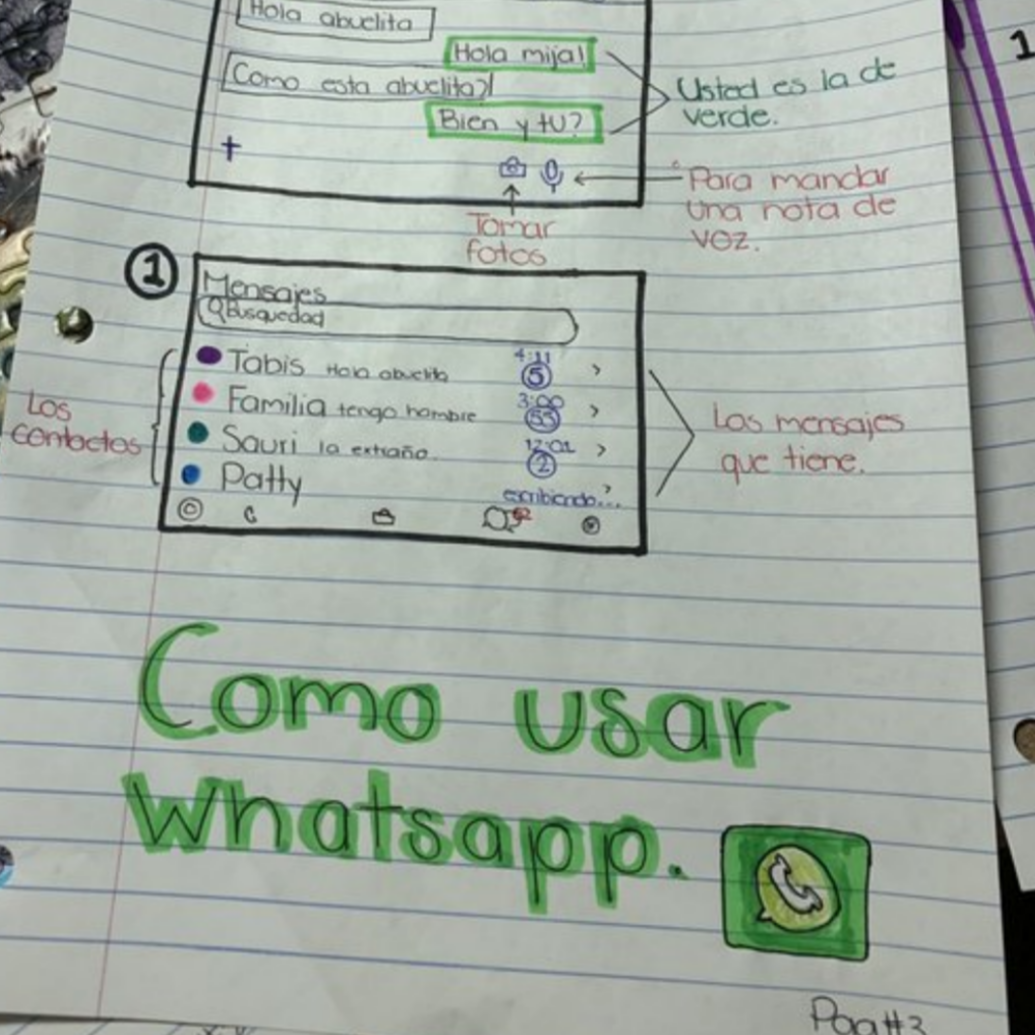 Hola abuelita
Hola mija!
Como esta abuelita?
Bien y tu?
Usted es la de
verde.
+
Para mandar
una nota de
voz.
Tomar
fotos
1
1
Mensajes
Busquedad
Tabis Hola abuelita 4:11 5 >
Familia tengo hambre 3:00 53 >
Sauri la extraño. 12:01 2 >
Patty escribiendo... >
Los
contactos
Los mensajes
que tiene.
Como usar
Whatsapp.
Pag#3